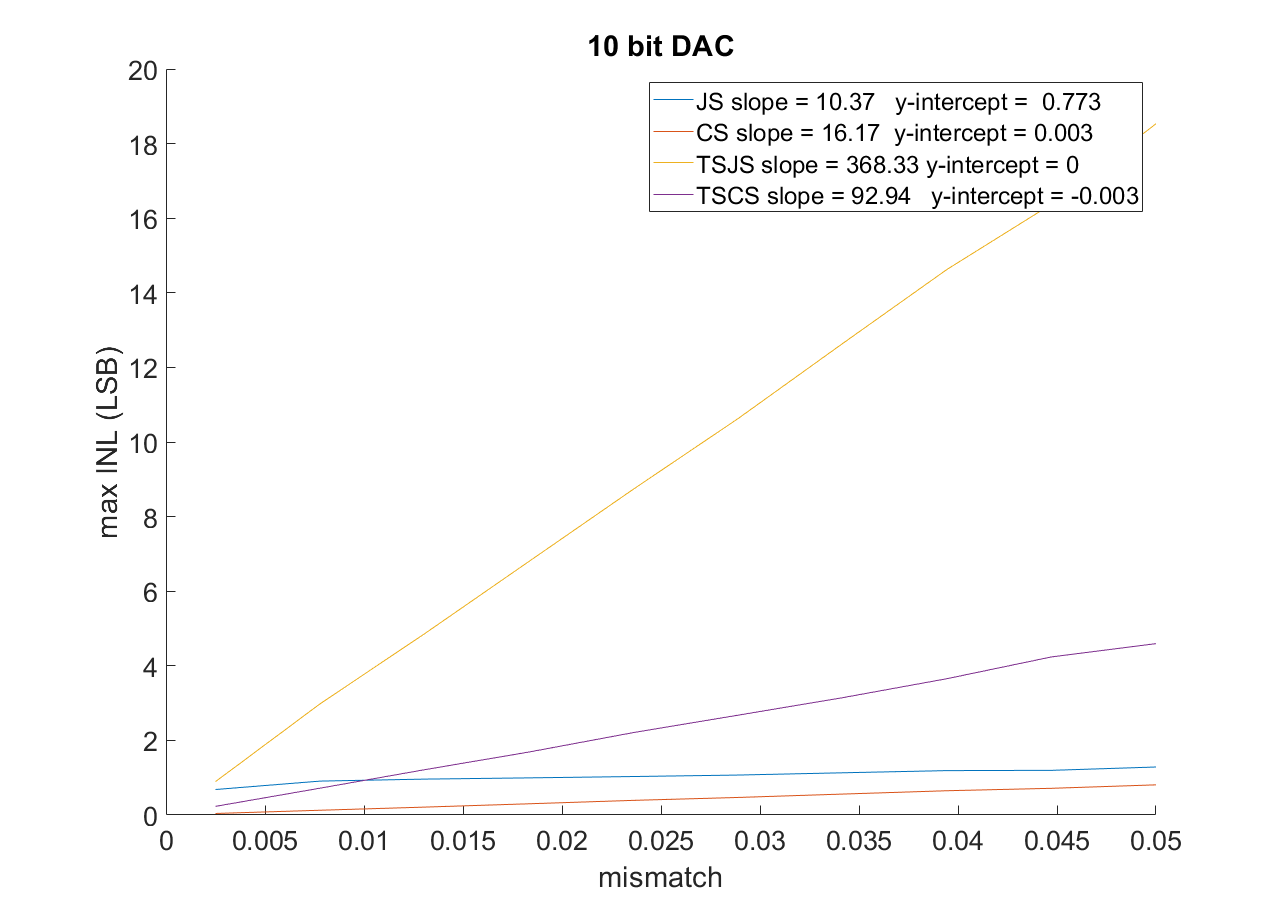 10 bit DAC
JS slope = 10.37   y-intercept =  0.773
CS slope = 16.17  y-intercept = 0.003
TSJS slope = 368.33 y-intercept = 0
TSCS slope = 92.94   y-intercept = -0.003
20
18
16
14
12
10
8
6
4
2
0
max INL (LSB)
0 0.005 0.01 0.015 0.02 0.025 0.03 0.035 0.04 0.045 0.05
mismatch